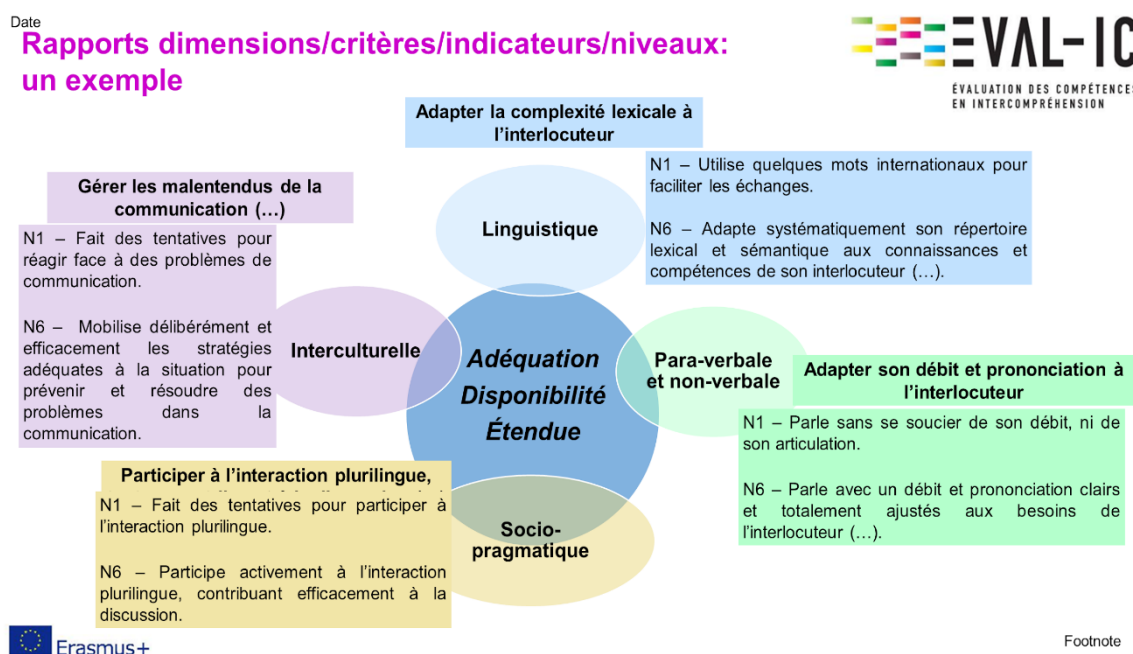 Date
Rapports dimensions/critères/indicateurs/niveaux:
un exemple
EVAL-IC
ÉVALUATION DES COMPÉTENCES
EN INTERCOMPRÉHENSION
Adapter la complexité lexicale à
l'interlocuteur
N1 – Utilise quelques mots internationaux pour
faciliter les échanges.
N6 – Adapte systématiquement son répertoire
lexical et sémantique aux connaissances et
compétences de son interlocuteur (…).
Linguistique
Gérer les malentendus de la
communication (…)
N1 – Fait des tentatives pour
réagir face à des problèmes de
communication.
N6 – Mobilise délibérément et
efficacement les stratégies
adéquates à la situation pour
prévenir et résoudre des
problèmes dans la
communication.
Interculturelle
Adéquation
Disponibilité
Étendue
Para-verbale
et non-verbale
Adapter son débit et prononciation à
l'interlocuteur
N1 – Parle sans se soucier de son débit, ni de
son articulation.
N6 – Parle avec un débit et prononciation clairs
et totalement ajustés aux besoins de
l'interlocuteur (…).
Participer à l'interaction plurilingue,
N1 – Fait des tentatives pour participer à
l'interaction plurilingue.
N6 – Participe activement à l'interaction
plurilingue, contribuant efficacement à la
discussion.
Socio-
pragmatique
Erasmus+
Footnote